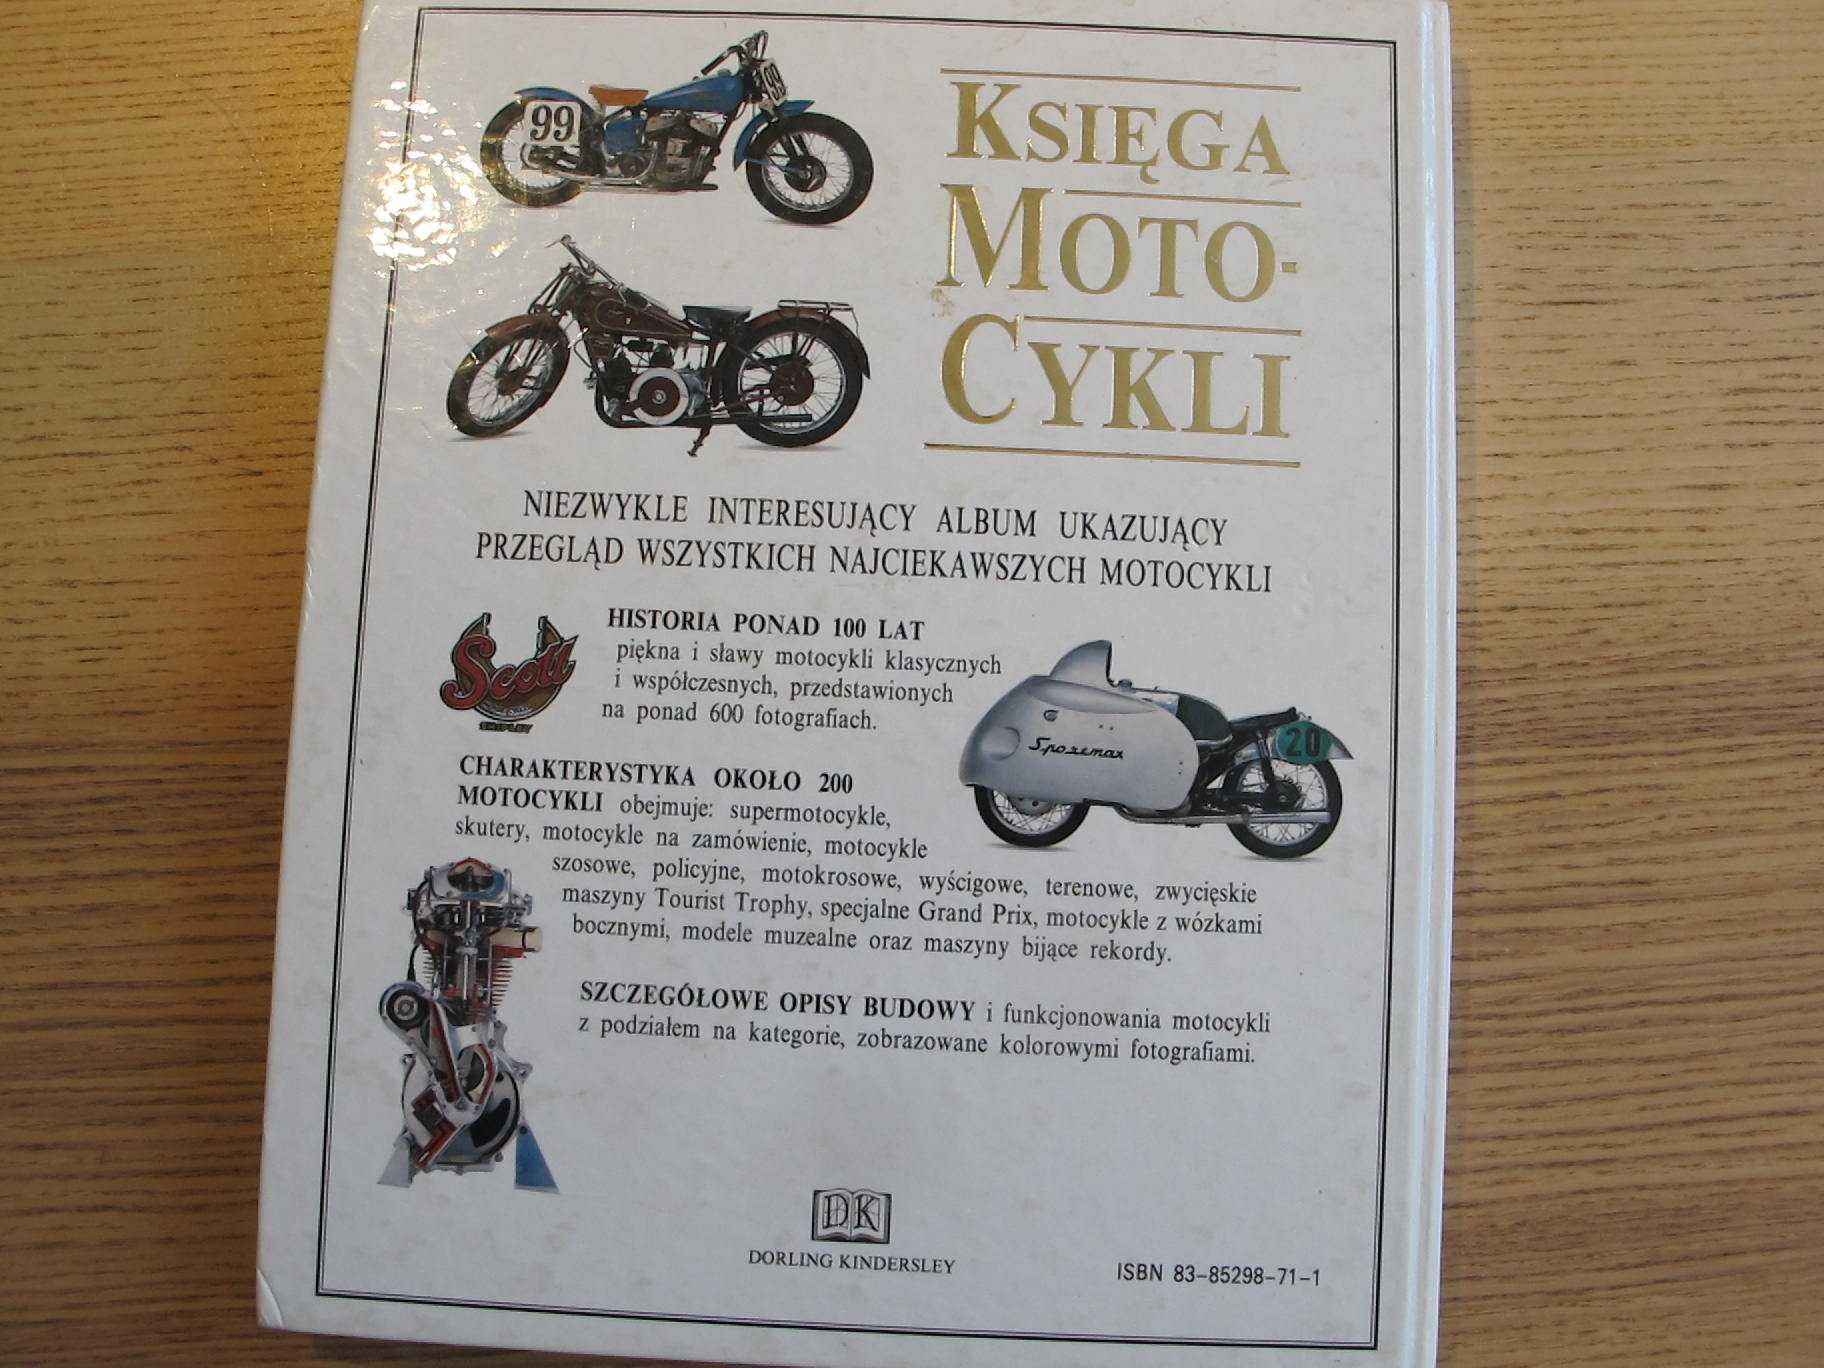 99
99
KSIĘGA
MOTO-
CYKLI
NIEZWYKLE INTERESUJĄCY ALBUM UKAZUJĄCY
PRZEGLĄD WSZYSTKICH NAJCIEKAWSZYCH MOTOCYKLI
Scott
SHIPLEY
HISTORIA PONAD 100 LAT
piękna i sławy motocykli klasycznych
i współczesnych, przedstawionych
na ponad 600 fotografiach.
Sportmax
20
CHARAKTERYSTYKA OKOŁO 200
MOTOCYKLI obejmuje: supermotocykle,
skutery, motocykle na zamówienie, motocykle
szosowe, policyjne, motokrosowe, wyścigowe, terenowe, zwycięskie
maszyny Tourist Trophy, specjalne Grand Prix, motocykle z wózkami
bocznymi, modele muzealne oraz maszyny bijące rekordy.
SZCZEGÓŁOWE OPISY BUDOWY i funkcjonowania motocykli
z podziałem na kategorie, zobrazowane kolorowymi fotografiami.
DK
DORLING KINDERSLEY
ISBN 83-85298-71-1